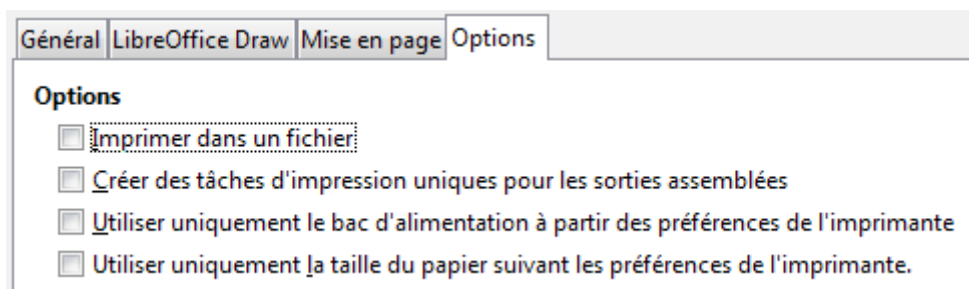 Général LibreOffice Draw Mise en page Options
Options
Imprimer dans un fichier
Créer des tâches d'impression uniques pour les sorties assemblées
Utiliser uniquement le bac d'alimentation à partir des préférences de l'imprimante
Utiliser uniquement la taille du papier suivant les préférences de l'imprimante.